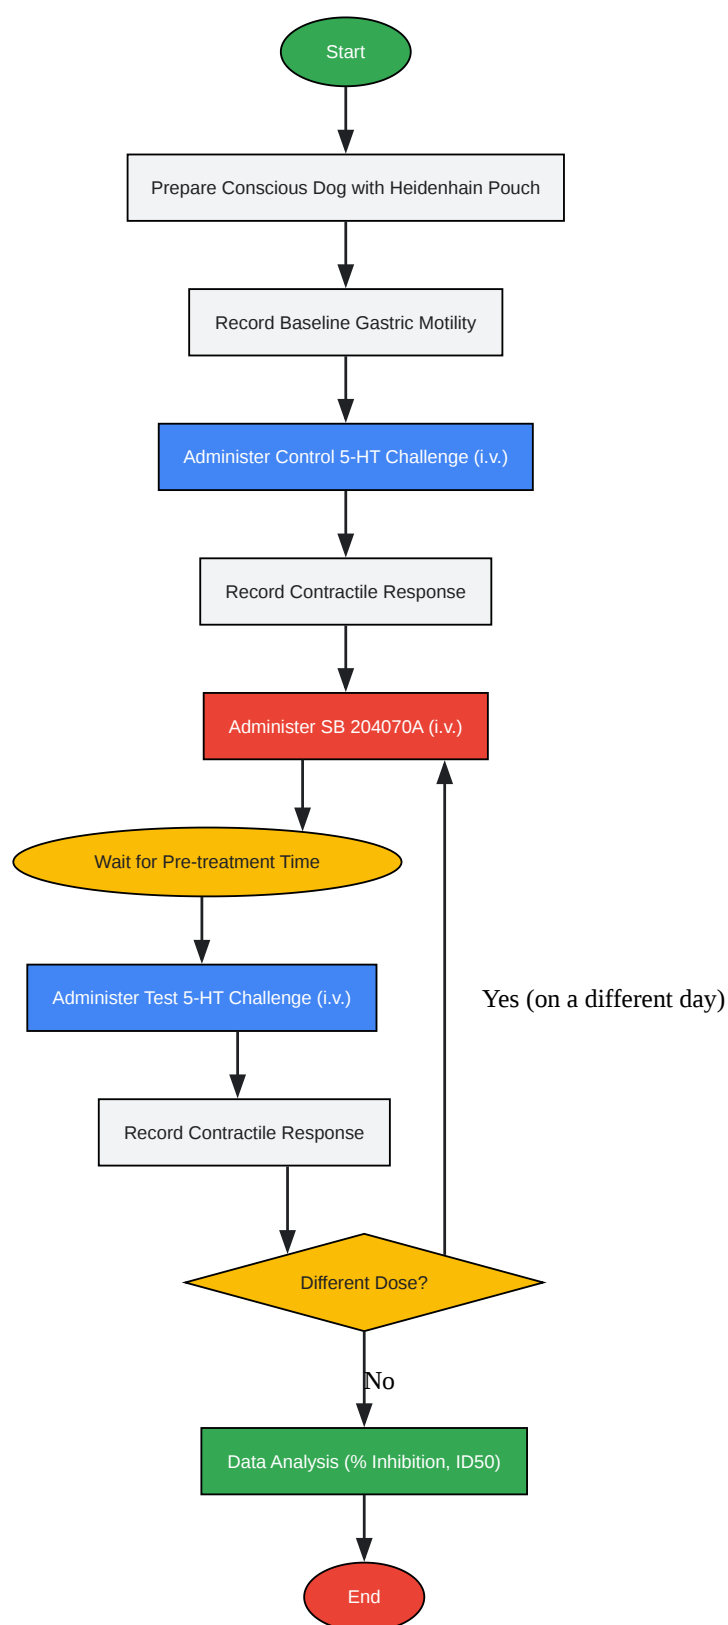 Start
Prepare Conscious Dog with Heidenhain Pouch
Record Baseline Gastric Motility
Administer Control 5-HT Challenge (i.v.)
Record Contractile Response
Administer SB 204070A (i.v.)
Wait for Pre-treatment Time
Administer Test 5-HT Challenge (i.v.)
Yes (on a different day)
Record Contractile Response
Different Dose?
No
Data Analysis (% Inhibition, ID50)
End